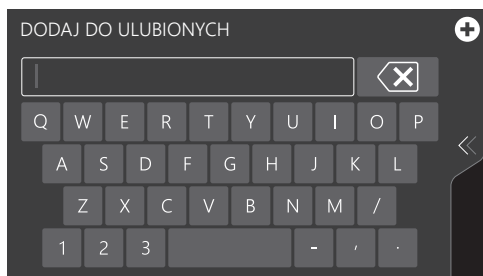 DODAJ DO ULUBIONYCH
Q W E R T Y U I O P
A S D F G H J K L
Z X C V B N M /
1 2 3 - , .